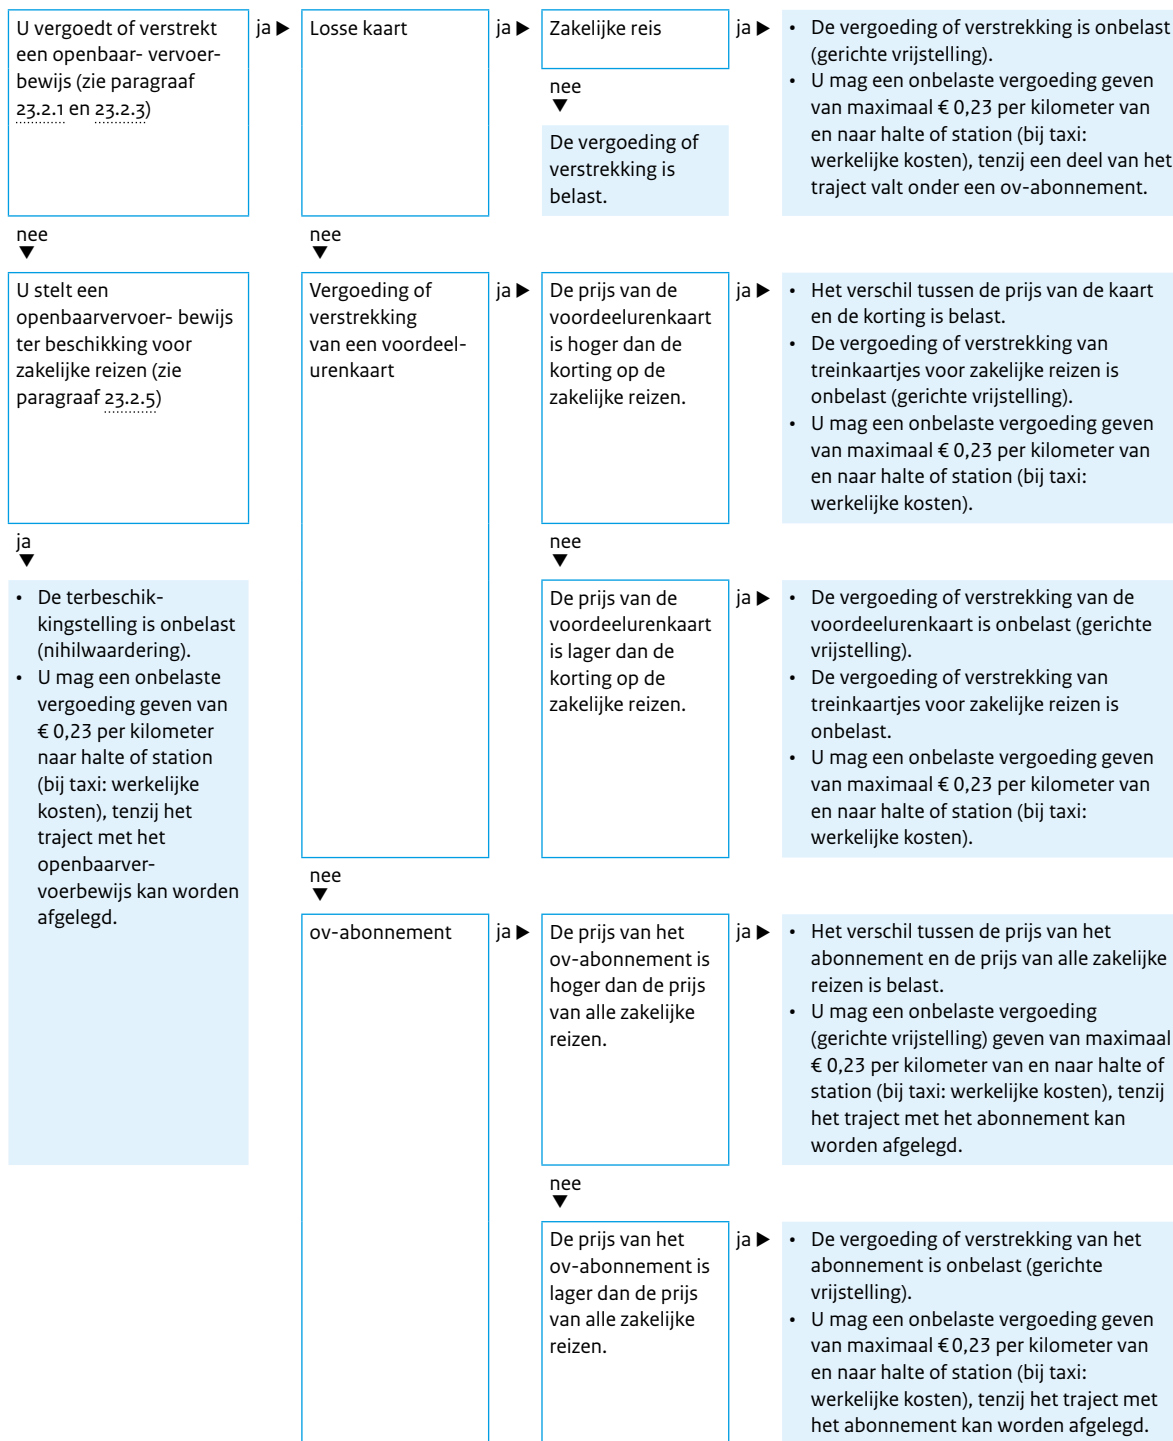 U vergoedt of verstrekt
een openbaar- vervoer-
bewijs (zie paragraaf
23.2.1 en 23.2.3)
ja ▶
Losse kaart
ja ▶
Zakelijke reis
ja ▶
• De vergoeding of verstrekking is onbelast
(gerichte vrijstelling).
• U mag een onbelaste vergoeding geven
van maximaal € 0,23 per kilometer van
en naar halte of station (bij taxi:
werkelijke kosten), tenzij een deel van het
traject valt onder een ov-abonnement.
nee
▼
De vergoeding of
verstrekking is
belast.
nee
▼
nee
▼
U stelt een
openbaarvervoer- bewijs
ter beschikking voor
zakelijke reizen (zie
paragraaf 23.2.5)
Vergoeding of
verstrekking
van een voordeel-
urenkaart
ja ▶
De prijs van de
voordeelurenkaart
is hoger dan de
korting op de
zakelijke reizen.
ja ▶
• Het verschil tussen de prijs van de kaart
en de korting is belast.
• De vergoeding of verstrekking van
treinkaartjes voor zakelijke reizen is
onbelast (gerichte vrijstelling).
• U mag een onbelaste vergoeding geven
van maximaal € 0,23 per kilometer van
en naar halte of station (bij taxi:
werkelijke kosten).
ja
▼
nee
▼
• De terbeschik-
kingstelling is onbelast
(nihilwaardering).
• U mag een onbelaste
vergoeding geven van
€ 0,23 per kilometer
naar halte of station
(bij taxi: werkelijke
kosten), tenzij het
traject met het
openbaarver-
voerbewijs kan worden
afgelegd.
De prijs van de
voordeelurenkaart
is lager dan de
korting op de
zakelijke reizen.
ja ▶
• De vergoeding of verstrekking van de
voordeelurenkaart is onbelast (gerichte
vrijstelling).
• De vergoeding of verstrekking van
treinkaartjes voor zakelijke reizen is
onbelast.
• U mag een onbelaste vergoeding geven
van maximaal € 0,23 per kilometer van
en naar halte of station (bij taxi:
werkelijke kosten).
nee
▼
ov-abonnement
ja ▶
De prijs van het
ov-abonnement is
hoger dan de prijs
van alle zakelijke
reizen.
ja ▶
• Het verschil tussen de prijs van het
abonnement en de prijs van alle zakelijke
reizen is belast.
• U mag een onbelaste vergoeding
(gerichte vrijstelling) geven van maximaal
€ 0,23 per kilometer van en naar halte of
station (bij taxi: werkelijke kosten), tenzij
het traject met het abonnement kan
worden afgelegd.
nee
▼
De prijs van het
ov-abonnement is
lager dan de prijs
van alle zakelijke
reizen.
ja ▶
• De vergoeding of verstrekking van het
abonnement is onbelast (gerichte
vrijstelling).
• U mag een onbelaste vergoeding geven
van maximaal € 0,23 per kilometer van
en naar halte of station (bij taxi:
werkelijke kosten), tenzij het traject met
het abonnement kan worden afgelegd.